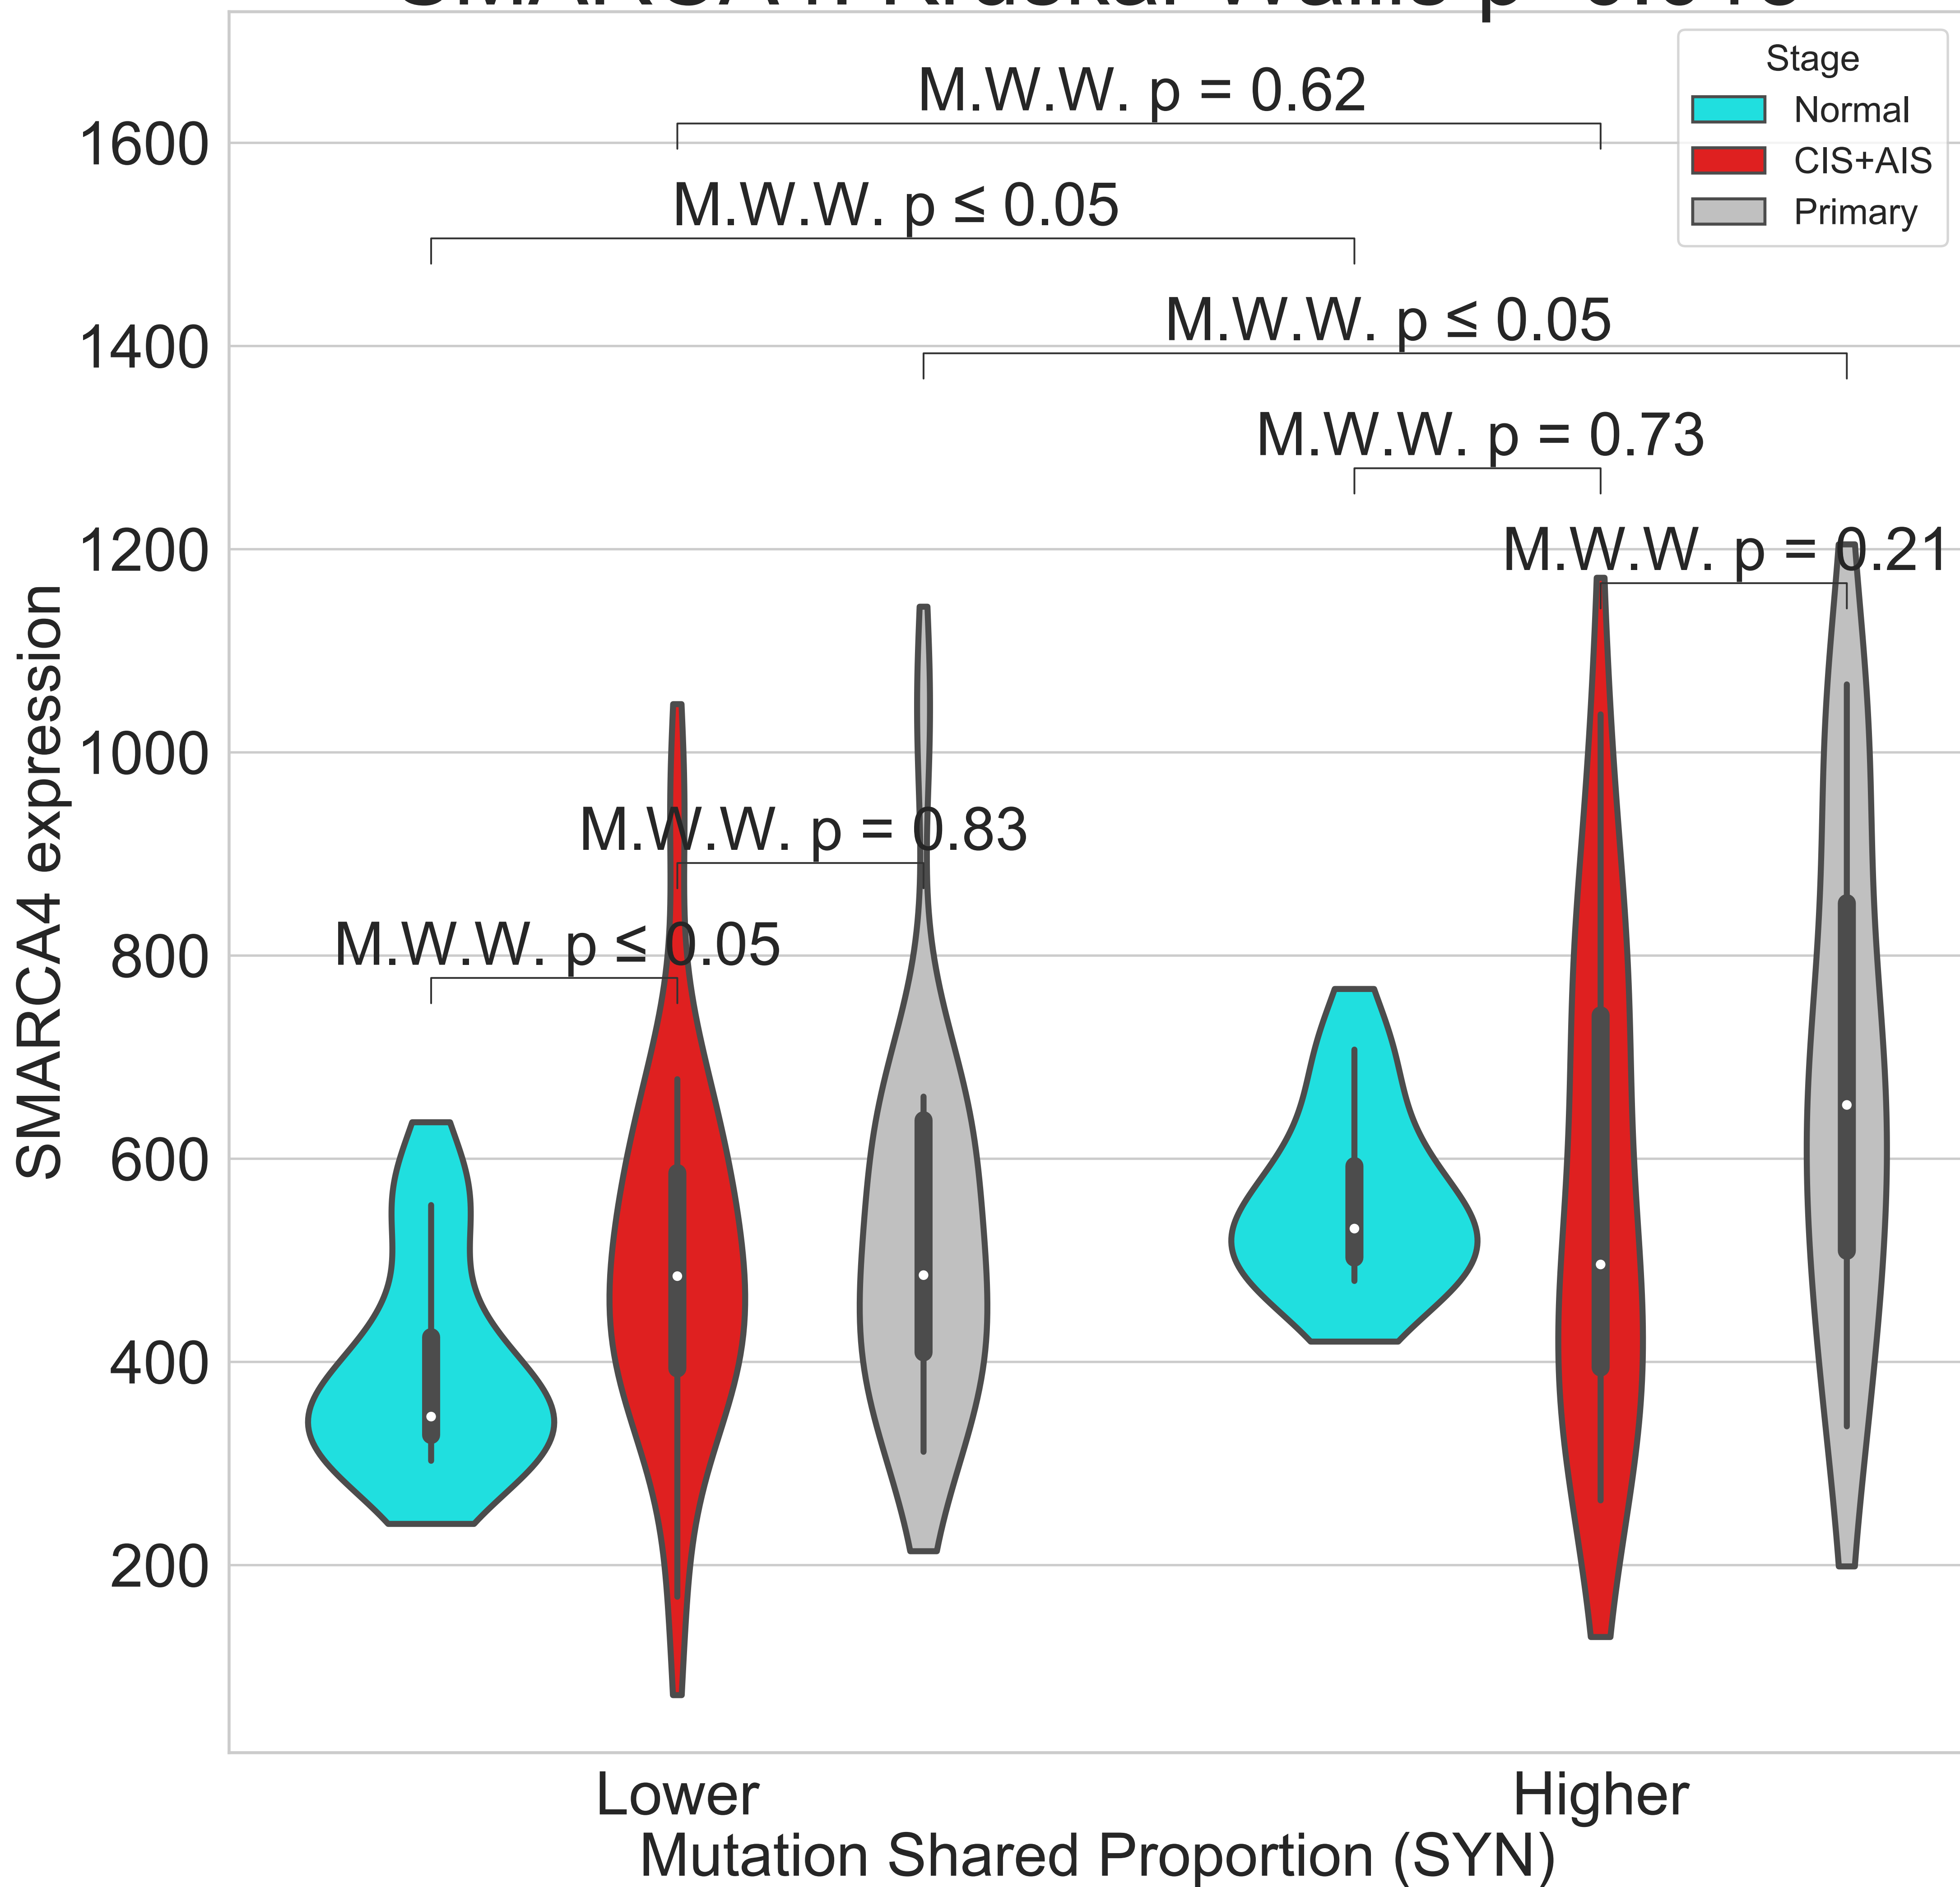 Stage
Normal
CIS+AIS
Primary
M.W.W. p = 0.62
M.W.W. p ≤ 0.05
M.W.W. p ≤ 0.05
M.W.W. p = 0.73
M.W.W. p = 0.21
M.W.W. p = 0.83
M.W.W. p ≤ 0.05
1600
1400
1200
1000
800
600
400
200
SMARCA4 expression
Lower
Higher
Mutation Shared Proportion (SYN)